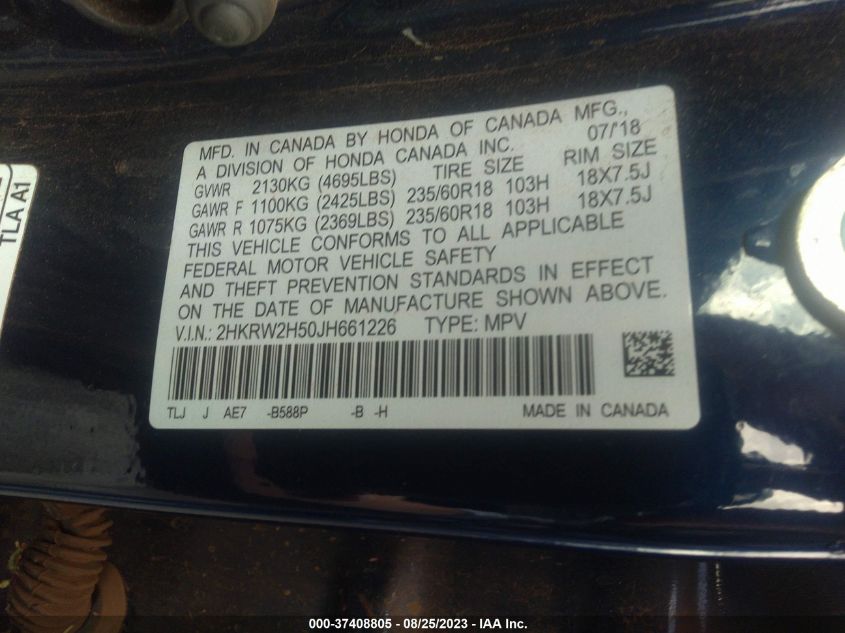 MFD. IN CANADA BY HONDA OF CANADA MFG.,
A DIVISION OF HONDA CANADA INC. 07/'18
GVWR 2130KG (4695LBS) TIRE SIZE RIM SIZE
GAWR F 1100KG (2425LBS) 235/60R18 103H 18X7.5J
GAWR R 1075KG (2369LBS) 235/60R18 103H 18X7.5J
THIS VEHICLE CONFORMS TO ALL APPLICABLE
FEDERAL MOTOR VEHICLE SAFETY
AND THEFT PREVENTION STANDARDS IN EFFECT
ON THE DATE OF MANUFACTURE SHOWN ABOVE.
V.I.N.: 2HKRW2H50JH661226 TYPE: MPV
TLJ J AE7 -B588P -B -H MADE IN CANADA
TLA A1
000-37408805 - 08/25/2023 - IAA Inc.